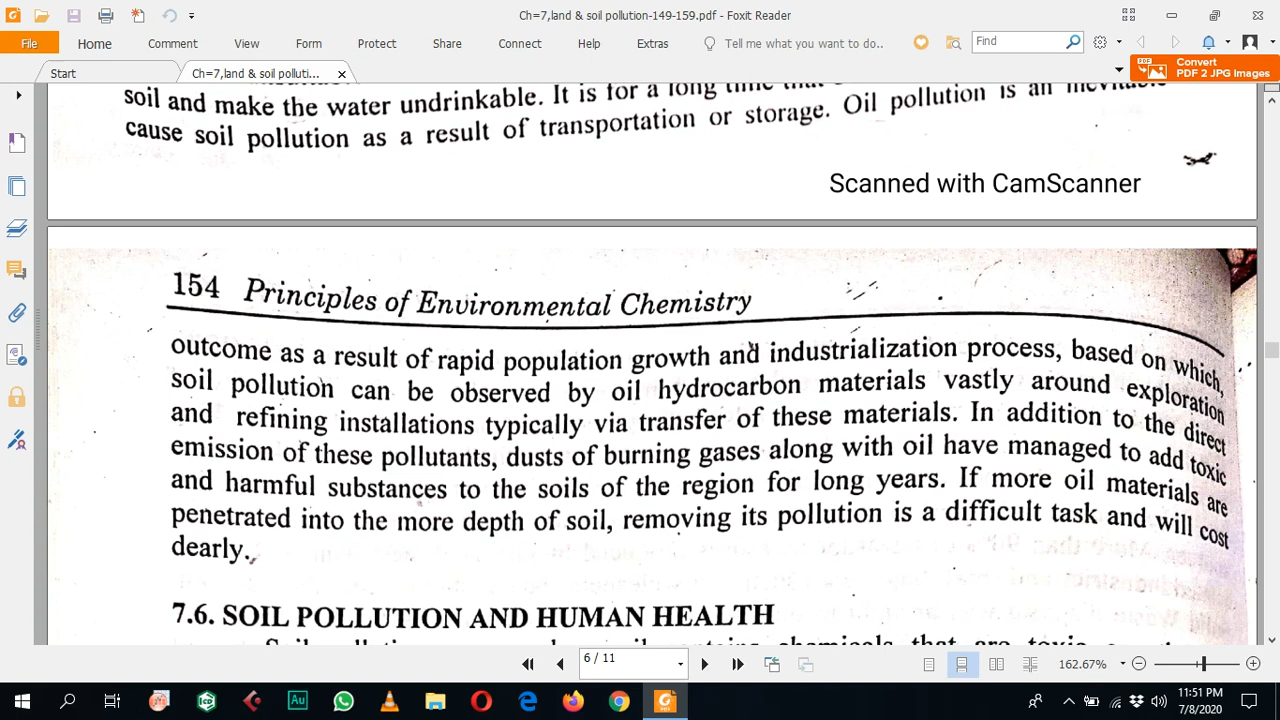 Ch=7,land & soil pollution-149-159.pdf - Foxit Reader
File Home Comment View Form Protect Share Connect Help Extras Tell me what you want to do.. Find
Convert
PDF 2 JPG Images
Start Ch=7,land & soil polluti...
soil and make the water undrinkable. It is for a long time that
cause soil pollution as a result of transportation or storage. Oil pollution is an inevitable
Scanned with CamScanner
154 Principles of Environmental Chemistry
outcome as a result of rapid population growth and industrialization process, based on which,
soil pollution can be observed by oil hydrocarbon materials vastly around exploration
and refining installations typically via transfer of these materials. In addition to the direct
emission of these pollutants, dusts of burning gases along with oil have managed to add toxic
and harmful substances to the soils of the region for long years. If more oil materials are
penetrated into the more depth of soil, removing its pollution is a difficult task and will cost
dearly.
7.6. SOIL POLLUTION AND HUMAN HEALTH
6 / 11
162.67%
11:51 PM
7/8/2020